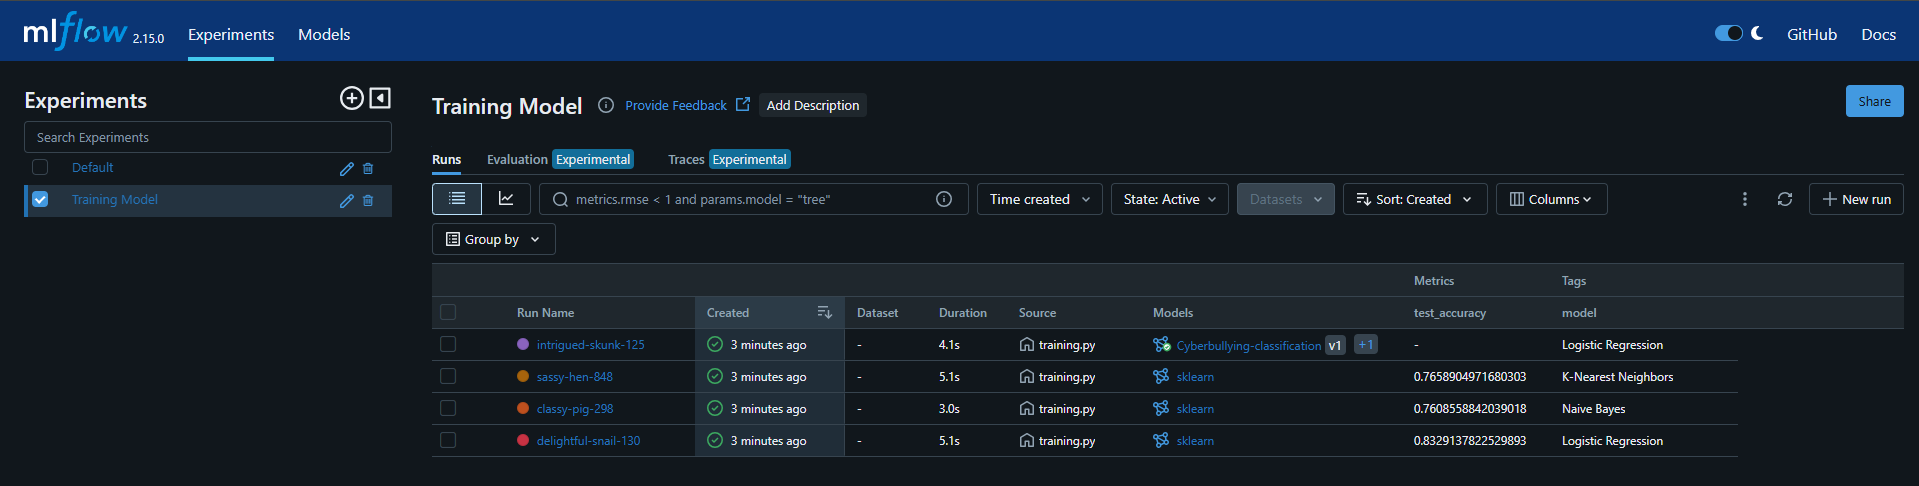 mlflow 2.15.0 Experiments Models GitHub Docs
Experiments
Search Experiments
Default
Training Model
Training Model Provide Feedback Add Description Share
Runs Evaluation Experimental Traces Experimental
metrics.rmse < 1 and params.model = "tree" Time created State: Active Datasets Sort: Created Columns New run
Group by
Metrics Tags
Run Name Created Dataset Duration Source Models test_accuracy model
intrigued-skunk-125 3 minutes ago - 4.1s training.py Cyberbullying-classification v1 +1 - Logistic Regression
sassy-hen-848 3 minutes ago - 5.1s training.py sklearn 0.7658904971680303 K-Nearest Neighbors
classy-pig-298 3 minutes ago - 3.0s training.py sklearn 0.7608558842039018 Naive Bayes
delightful-snail-130 3 minutes ago - 5.1s training.py sklearn 0.8329137822529893 Logistic Regression